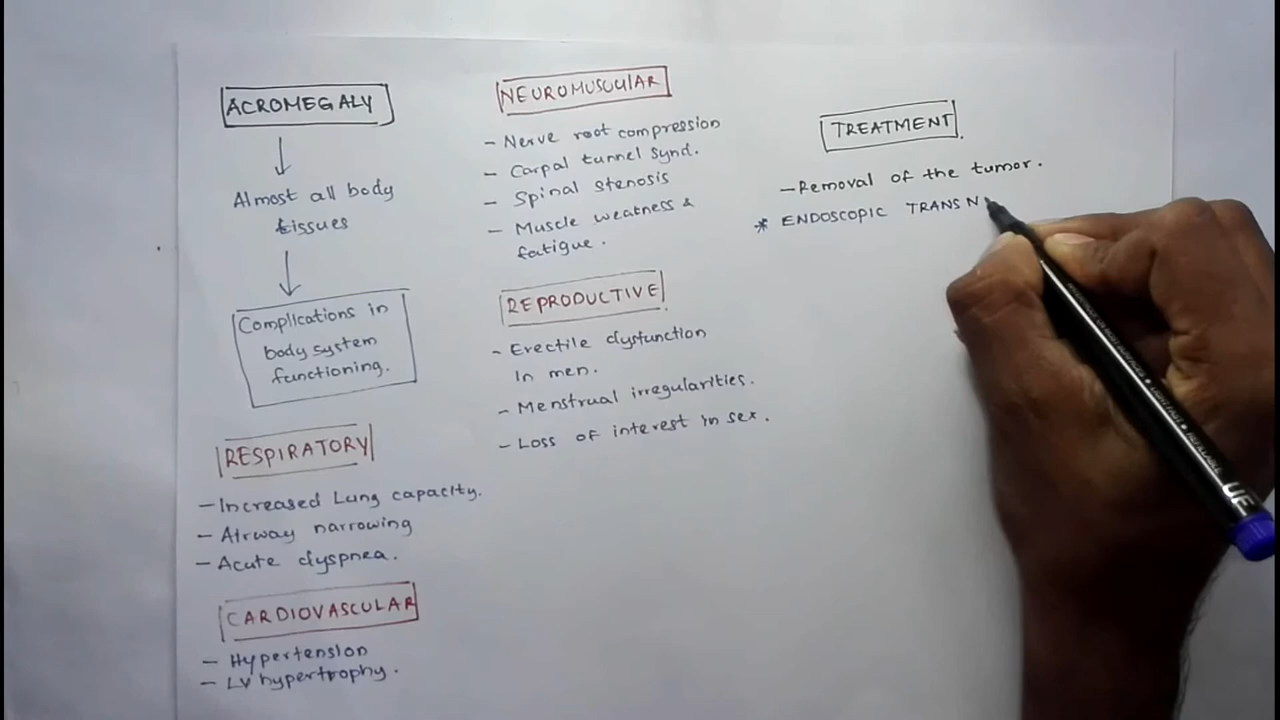 ACROMEGALY
Almost all body
tissues
Complications in
body system
functioning.
RESPIRATORY
- Increased Lung capacity.
- Airway narrowing
- Acute dyspnea.
CARDIOVASCULAR
- Hypertension
- LV hypertrophy.
NEUROMUSCULAR
- Nerve root compression
- Carpal tunnel synd.
- Spinal stenosis
- Muscle weatness &
fatigue.
REPRODUCTIVE
- Erectile dysfunction
In men.
- Menstrual irregularities.
- Loss of interest in sex.
TREATMENT
- Removal of the tumor.
* ENDOSCOPIC TRANS N
UE